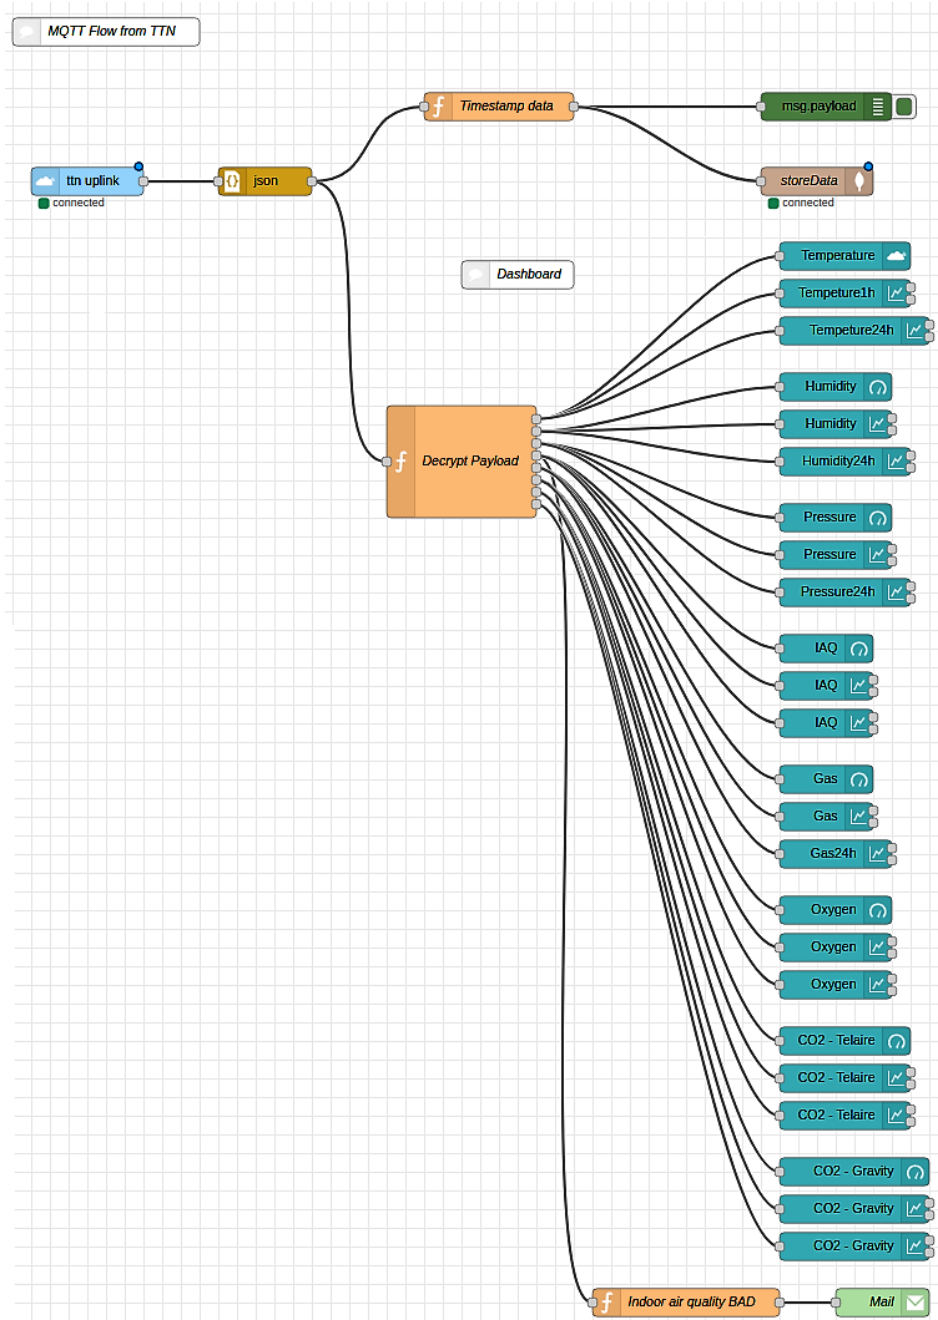 MQTT Flow from TTN
Timestamp data
msg.payload
ttn uplink
json
storeData
connected
connected
Temperature
Dashboard
Tempeture1h
Tempeture24h
Humidity
Humidity
Decrypt Payload
Humidity24h
Pressure
Pressure
Pressure24h
IAQ
IAQ
IAQ
Gas
Gas
Gas24h
Oxygen
Oxygen
Oxygen
CO2 - Telaire
CO2 - Telaire
CO2 - Telaire
CO2 - Gravity
CO2 - Gravity
CO2 - Gravity
Indoor air quality BAD
Mail